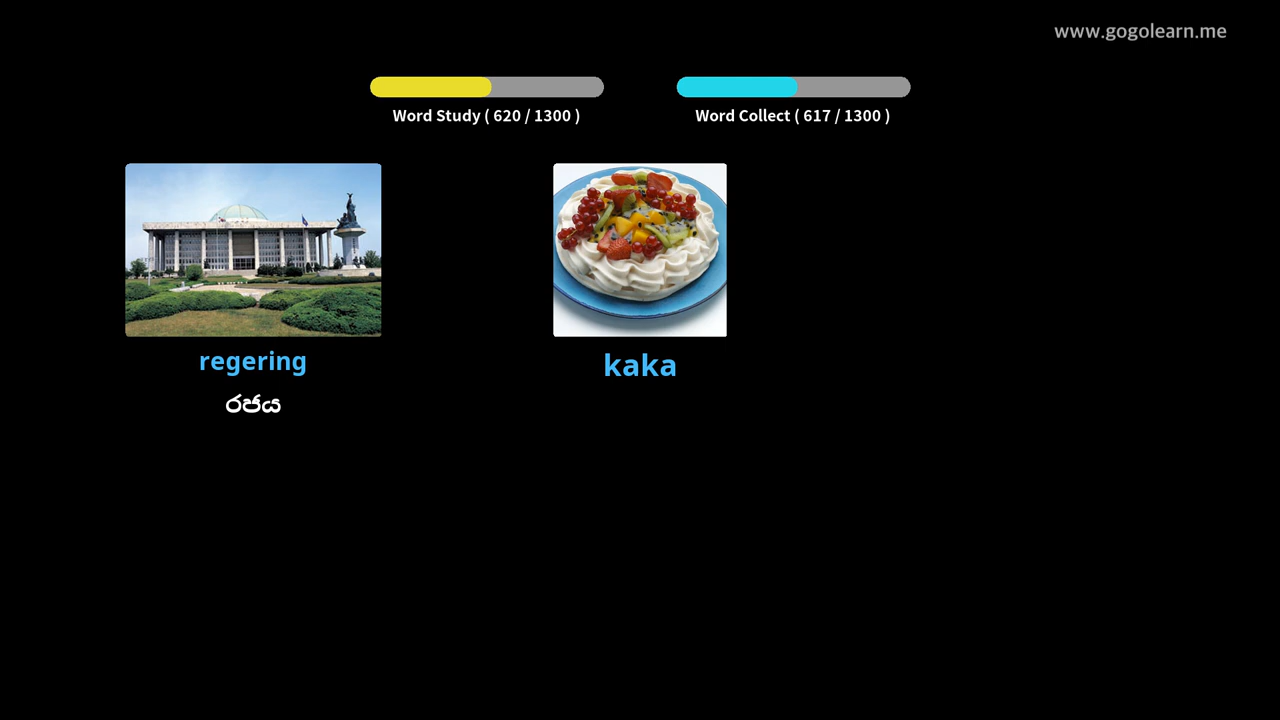 www.gogolearn.me
Word Study ( 620 / 1300 )
Word Collect ( 617 / 1300 )
regering
රජය
kaka